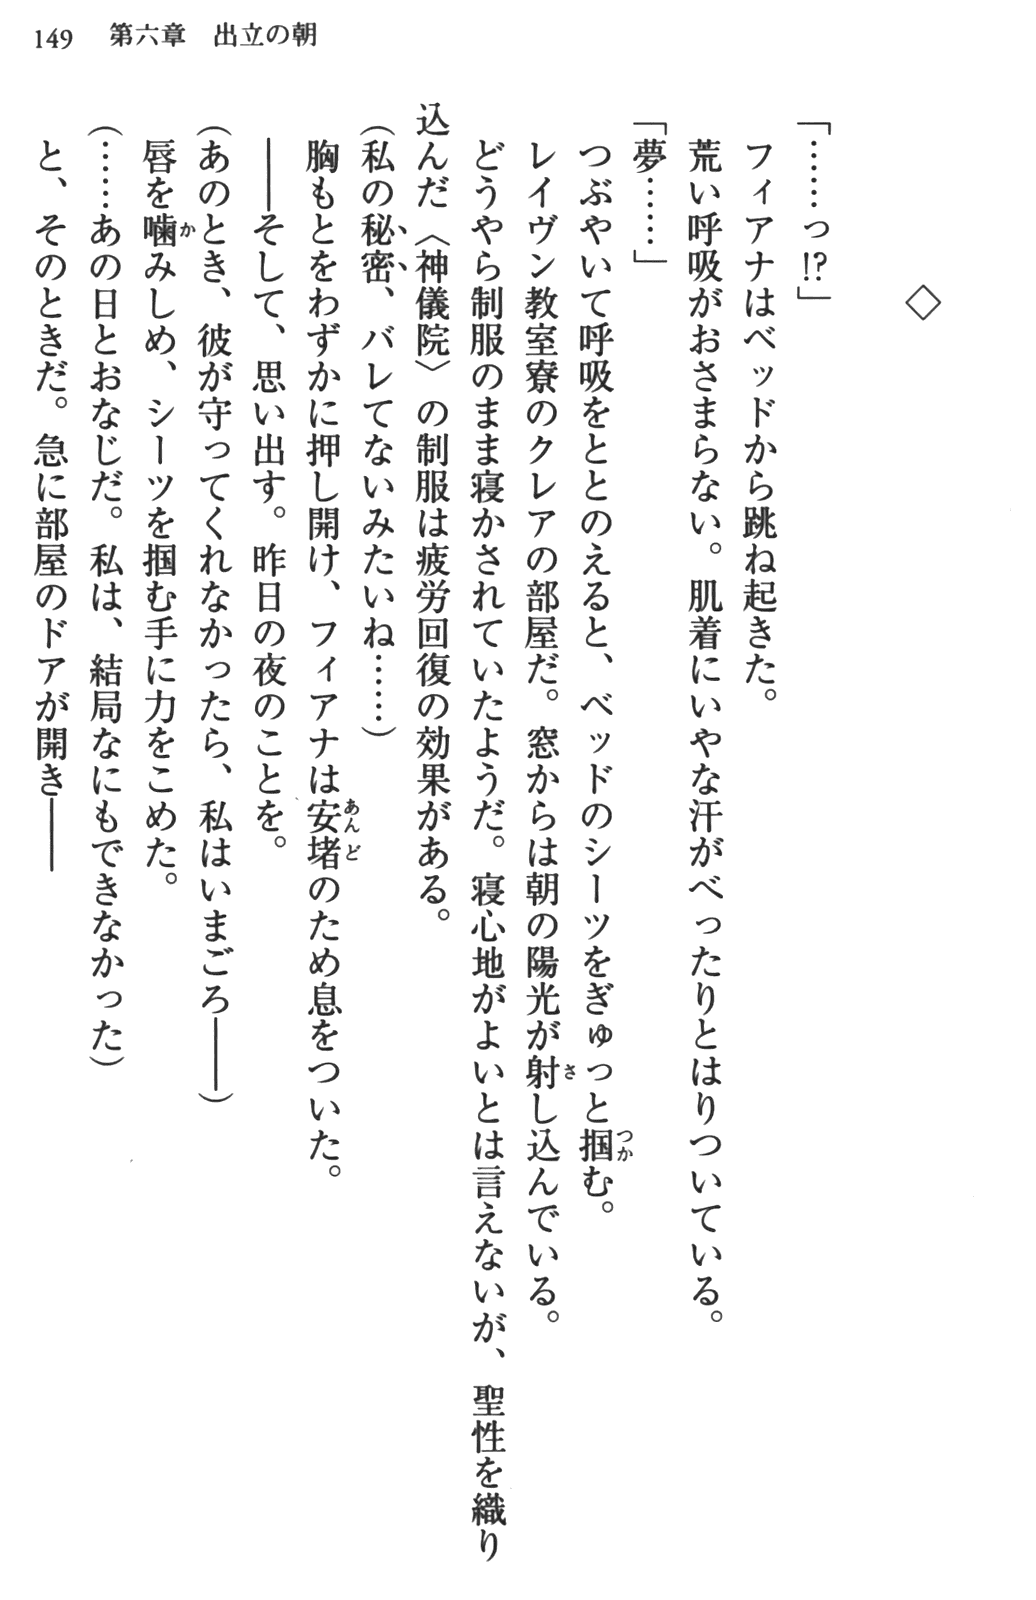 149　第六章　出立の朝
◇
「……っ!?」
フィアナはベッドから跳ね起きた。
荒い呼吸がおさまらない。肌着にいやな汗がべったりとはりついている。
「夢……」
つぶやいて呼吸をととのえると、ベッドのシーツをぎゅっと掴む。
レイヴン教室寮のクレアの部屋だ。窓からは朝の陽光が射し込んでいる。
どうやら制服のまま寝かされていたようだ。寝心地がよいとは言えないが、聖性を織り
込んだ〈神儀院〉の制服は疲労回復の効果がある。
(私の秘密、バレてないみたいね……)
胸もとをわずかに押し開け、フィアナは安堵のため息をついた。
――そして、思い出す。昨日の夜のことを。
(あのとき、彼が守ってくれなかったら、私はいまごろ――)
唇を噛みしめ、シーツを掴む手に力をこめた。
(……あの日とおなじだ。私は、結局なにもできなかった)
と、そのときだ。急に部屋のドアが開き――